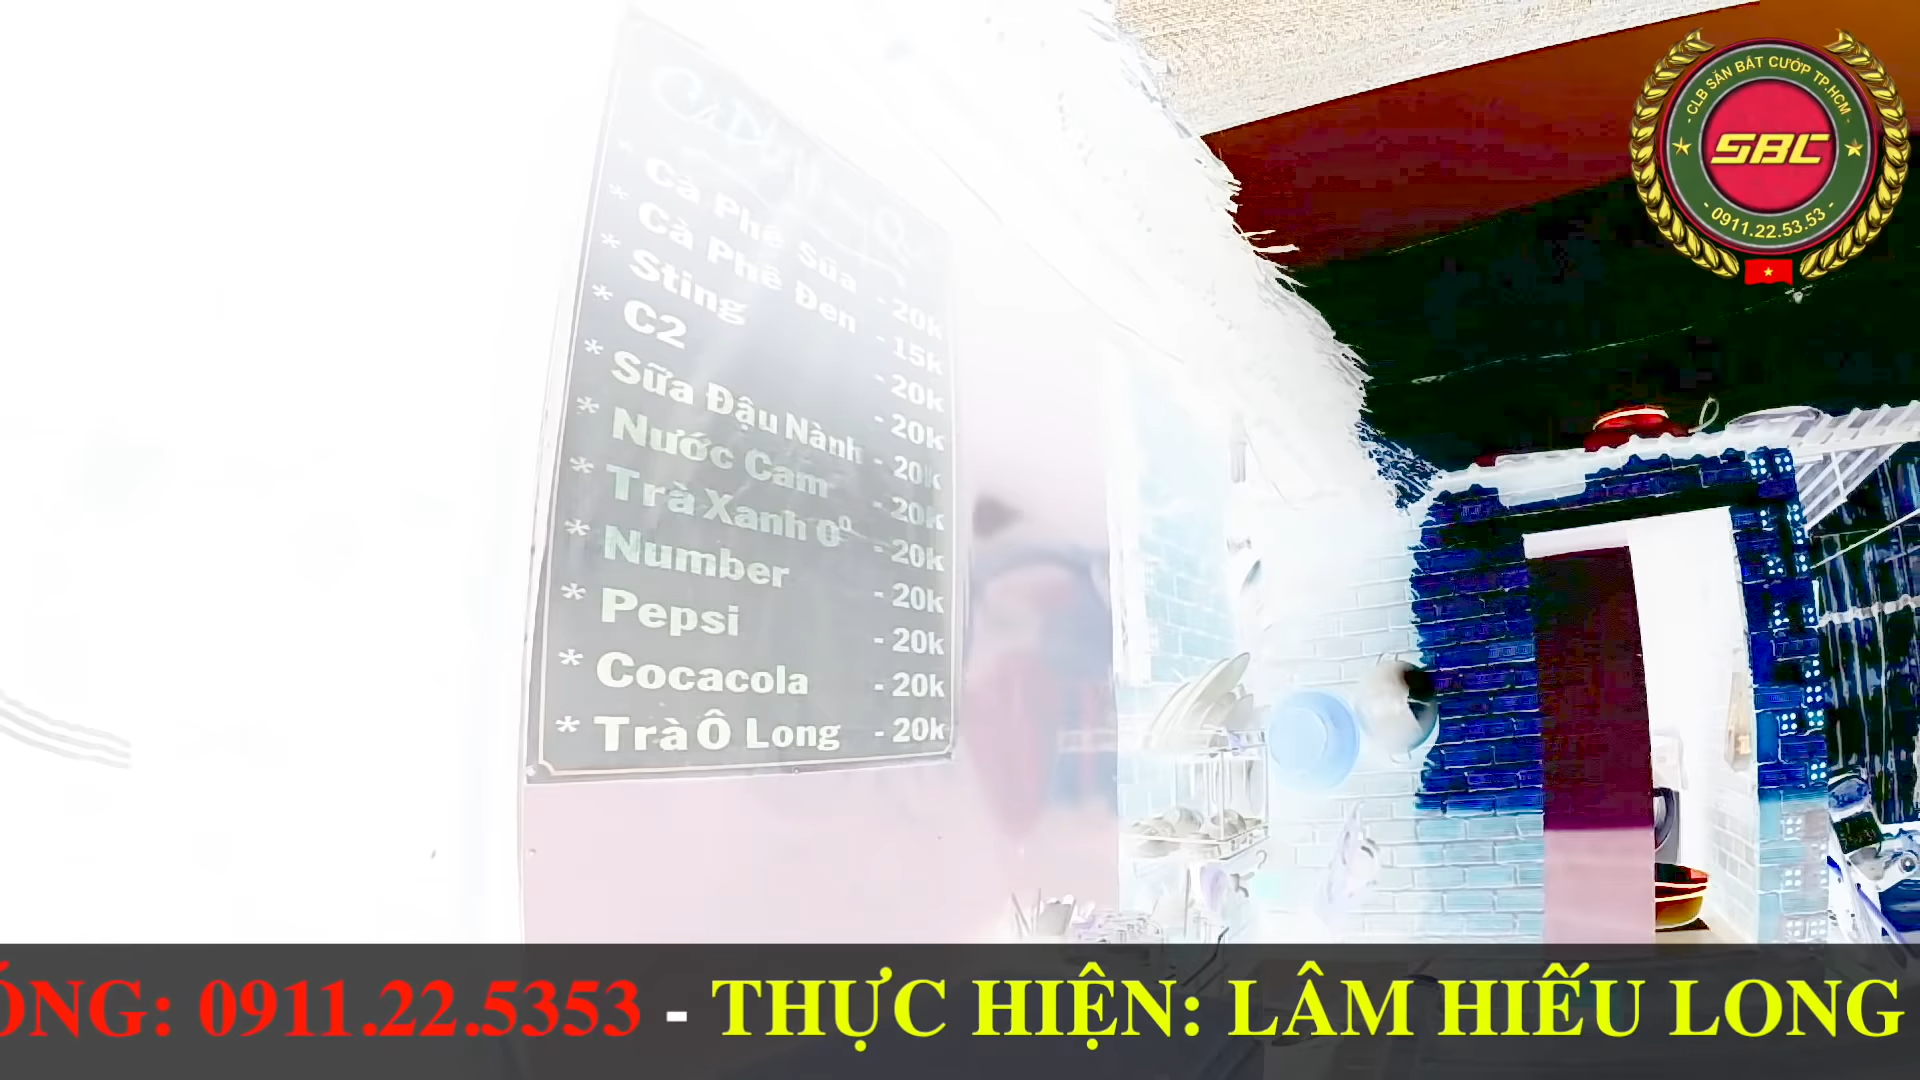 * Cà Phê Sữa - 20k
* Cà Phê Đen - 15k
* Sting - 20k
* C2 - 20k
* Sữa Đậu Nành - 20k
* Nước Cam - 20k
* Trà Xanh 0⁰ - 20k
* Number - 20k
* Pepsi - 20k
* Cocacola - 20k
* Trà Ô Long - 20k
- CLB SĂN BẮT CƯỚP TP.HCM -
SBC
- 0911.22.53.53 -
ÓNG: 0911.22.5353 - THỰC HIỆN: LÂM HIẾU LONG